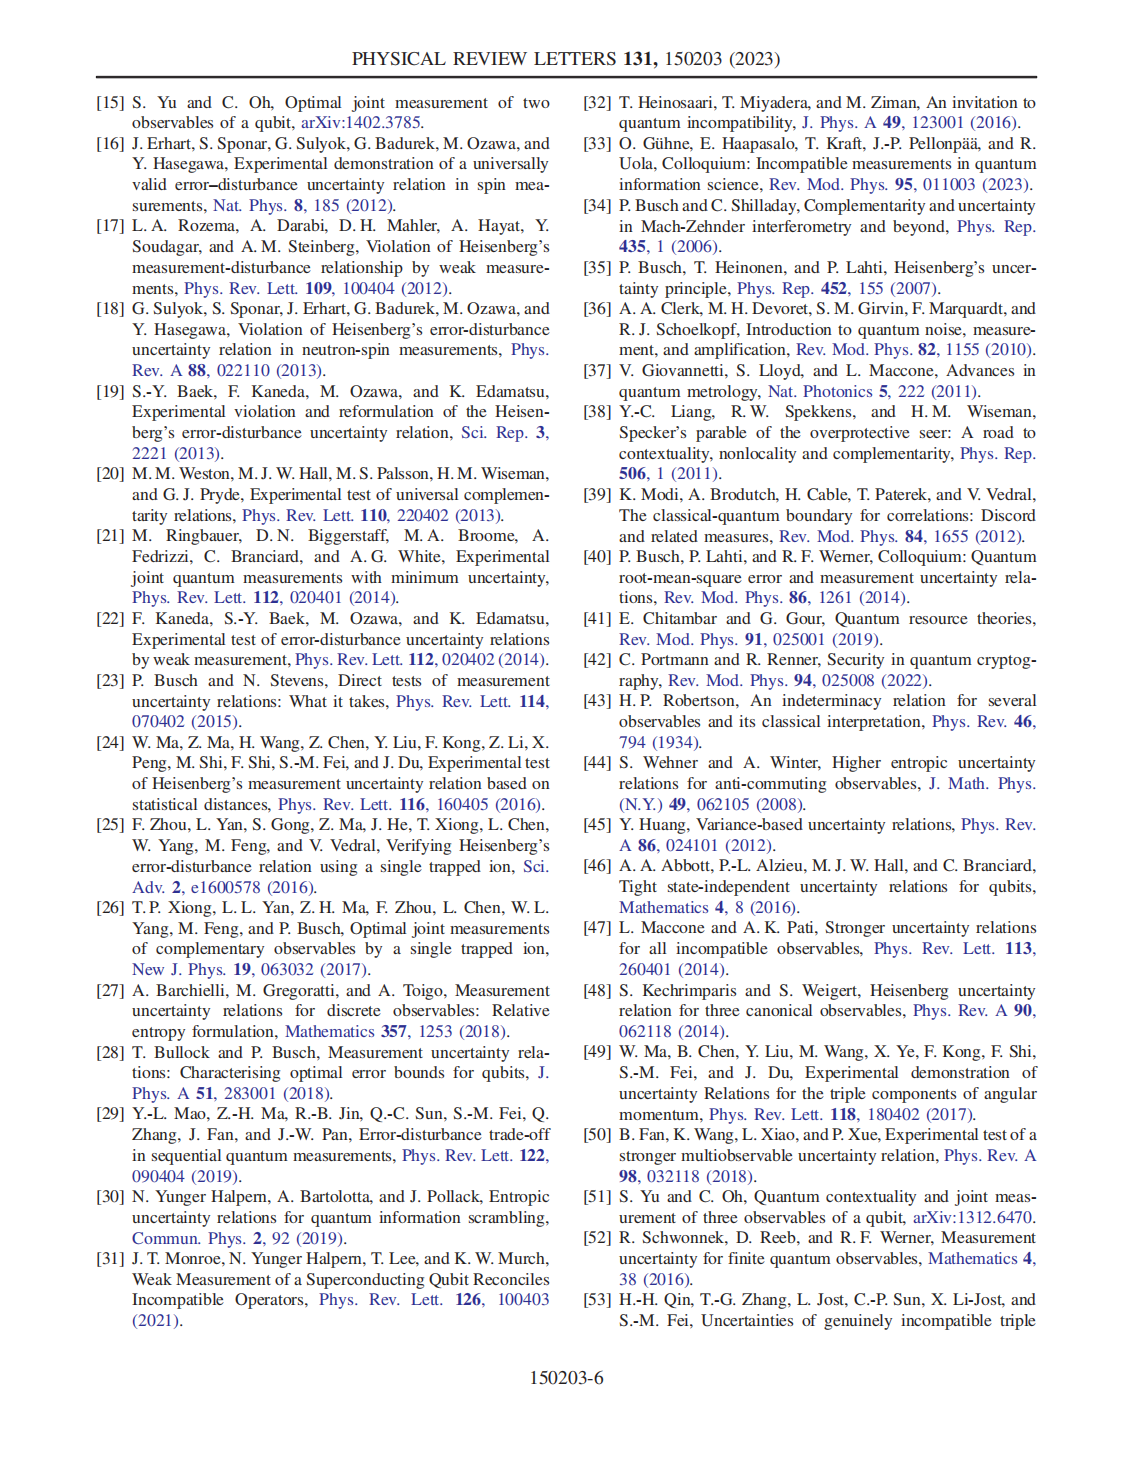 PHYSICAL REVIEW LETTERS 131, 150203 (2023)
[15] S. Yu and C. Oh, Optimal joint measurement of two
observables of a qubit, arXiv:1402.3785.
[16] J. Erhart, S. Sponar, G. Sulyok, G. Badurek, M. Ozawa, and
Y. Hasegawa, Experimental demonstration of a universally
valid error–disturbance uncertainty relation in spin mea-
surements, Nat. Phys. 8, 185 (2012).
[17] L. A. Rozema, A. Darabi, D. H. Mahler, A. Hayat, Y.
Soudagar, and A. M. Steinberg, Violation of Heisenberg's
measurement-disturbance relationship by weak measure-
ments, Phys. Rev. Lett. 109, 100404 (2012).
[18] G. Sulyok, S. Sponar, J. Erhart, G. Badurek, M. Ozawa, and
Y. Hasegawa, Violation of Heisenberg's error-disturbance
uncertainty relation in neutron-spin measurements, Phys.
Rev. A 88, 022110 (2013).
[19] S.-Y. Baek, F. Kaneda, M. Ozawa, and K. Edamatsu,
Experimental violation and reformulation of the Heisen-
berg's error-disturbance uncertainty relation, Sci. Rep. 3,
2221 (2013).
[20] M. M. Weston, M. J. W. Hall, M. S. Palsson, H. M. Wiseman,
and G. J. Pryde, Experimental test of universal complemen-
tarity relations, Phys. Rev. Lett. 110, 220402 (2013).
[21] M. Ringbauer, D. N. Biggerstaff, M. A. Broome, A.
Fedrizzi, C. Branciard, and A. G. White, Experimental
joint quantum measurements with minimum uncertainty,
Phys. Rev. Lett. 112, 020401 (2014).
[22] F. Kaneda, S.-Y. Baek, M. Ozawa, and K. Edamatsu,
Experimental test of error-disturbance uncertainty relations
by weak measurement, Phys. Rev. Lett. 112, 020402 (2014).
[23] P. Busch and N. Stevens, Direct tests of measurement
uncertainty relations: What it takes, Phys. Rev. Lett. 114,
070402 (2015).
[24] W. Ma, Z. Ma, H. Wang, Z. Chen, Y. Liu, F. Kong, Z. Li, X.
Peng, M. Shi, F. Shi, S.-M. Fei, and J. Du, Experimental test
of Heisenberg's measurement uncertainty relation based on
statistical distances, Phys. Rev. Lett. 116, 160405 (2016).
[25] F. Zhou, L. Yan, S. Gong, Z. Ma, J. He, T. Xiong, L. Chen,
W. Yang, M. Feng, and V. Vedral, Verifying Heisenberg's
error-disturbance relation using a single trapped ion, Sci.
Adv. 2, e1600578 (2016).
[26] T. P. Xiong, L. L. Yan, Z. H. Ma, F. Zhou, L. Chen, W. L.
Yang, M. Feng, and P. Busch, Optimal joint measurements
of complementary observables by a single trapped ion,
New J. Phys. 19, 063032 (2017).
[27] A. Barchielli, M. Gregoratti, and A. Toigo, Measurement
uncertainty relations for discrete observables: Relative
entropy formulation, Mathematics 357, 1253 (2018).
[28] T. Bullock and P. Busch, Measurement uncertainty rela-
tions: Characterising optimal error bounds for qubits, J.
Phys. A 51, 283001 (2018).
[29] Y.-L. Mao, Z.-H. Ma, R.-B. Jin, Q.-C. Sun, S.-M. Fei, Q.
Zhang, J. Fan, and J.-W. Pan, Error-disturbance trade-off
in sequential quantum measurements, Phys. Rev. Lett. 122,
090404 (2019).
[30] N. Yunger Halpern, A. Bartolotta, and J. Pollack, Entropic
uncertainty relations for quantum information scrambling,
Commun. Phys. 2, 92 (2019).
[31] J. T. Monroe, N. Yunger Halpern, T. Lee, and K. W. Murch,
Weak Measurement of a Superconducting Qubit Reconciles
Incompatible Operators, Phys. Rev. Lett. 126, 100403
(2021).
[32] T. Heinosaari, T. Miyadera, and M. Ziman, An invitation to
quantum incompatibility, J. Phys. A 49, 123001 (2016).
[33] O. Gühne, E. Haapasalo, T. Kraft, J.-P. Pellonpää, and R.
Uola, Colloquium: Incompatible measurements in quantum
information science, Rev. Mod. Phys. 95, 011003 (2023).
[34] P. Busch and C. Shilladay, Complementarity and uncertainty
in Mach-Zehnder interferometry and beyond, Phys. Rep.
435, 1 (2006).
[35] P. Busch, T. Heinonen, and P. Lahti, Heisenberg's uncer-
tainty principle, Phys. Rep. 452, 155 (2007).
[36] A. A. Clerk, M. H. Devoret, S. M. Girvin, F. Marquardt, and
R. J. Schoelkopf, Introduction to quantum noise, measure-
ment, and amplification, Rev. Mod. Phys. 82, 1155 (2010).
[37] V. Giovannetti, S. Lloyd, and L. Maccone, Advances in
quantum metrology, Nat. Photonics 5, 222 (2011).
[38] Y.-C. Liang, R. W. Spekkens, and H. M. Wiseman,
Specker's parable of the overprotective seer: A road to
contextuality, nonlocality and complementarity, Phys. Rep.
506, 1 (2011).
[39] K. Modi, A. Brodutch, H. Cable, T. Paterek, and V. Vedral,
The classical-quantum boundary for correlations: Discord
and related measures, Rev. Mod. Phys. 84, 1655 (2012).
[40] P. Busch, P. Lahti, and R. F. Werner, Colloquium: Quantum
root-mean-square error and measurement uncertainty rela-
tions, Rev. Mod. Phys. 86, 1261 (2014).
[41] E. Chitambar and G. Gour, Quantum resource theories,
Rev. Mod. Phys. 91, 025001 (2019).
[42] C. Portmann and R. Renner, Security in quantum cryptog-
raphy, Rev. Mod. Phys. 94, 025008 (2022).
[43] H. P. Robertson, An indeterminacy relation for several
observables and its classical interpretation, Phys. Rev. 46,
794 (1934).
[44] S. Wehner and A. Winter, Higher entropic uncertainty
relations for anti-commuting observables, J. Math. Phys.
(N.Y.) 49, 062105 (2008).
[45] Y. Huang, Variance-based uncertainty relations, Phys. Rev.
A 86, 024101 (2012).
[46] A. A. Abbott, P.-L. Alzieu, M. J. W. Hall, and C. Branciard,
Tight state-independent uncertainty relations for qubits,
Mathematics 4, 8 (2016).
[47] L. Maccone and A. K. Pati, Stronger uncertainty relations
for all incompatible observables, Phys. Rev. Lett. 113,
260401 (2014).
[48] S. Kechrimparis and S. Weigert, Heisenberg uncertainty
relation for three canonical observables, Phys. Rev. A 90,
062118 (2014).
[49] W. Ma, B. Chen, Y. Liu, M. Wang, X. Ye, F. Kong, F. Shi,
S.-M. Fei, and J. Du, Experimental demonstration of
uncertainty Relations for the triple components of angular
momentum, Phys. Rev. Lett. 118, 180402 (2017).
[50] B. Fan, K. Wang, L. Xiao, and P. Xue, Experimental test of a
stronger multiobservable uncertainty relation, Phys. Rev. A
98, 032118 (2018).
[51] S. Yu and C. Oh, Quantum contextuality and joint meas-
urement of three observables of a qubit, arXiv:1312.6470.
[52] R. Schwonnek, D. Reeb, and R. F. Werner, Measurement
uncertainty for finite quantum observables, Mathematics 4,
38 (2016).
[53] H.-H. Qin, T.-G. Zhang, L. Jost, C.-P. Sun, X. Li-Jost, and
S.-M. Fei, Uncertainties of genuinely incompatible triple
150203-6